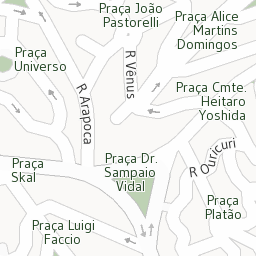 Praça João
Pastorelli
Praça Alice
Martins
Domingos
Praça
Universo
R Vênus
R Arapoca
Praça Cmte.
Heitaro
Yoshida
R Ouricuri
Praça
Skal
Praça Dr.
Sampaio
Vidal
Praça
Platão
Praça Luigi
Faccio